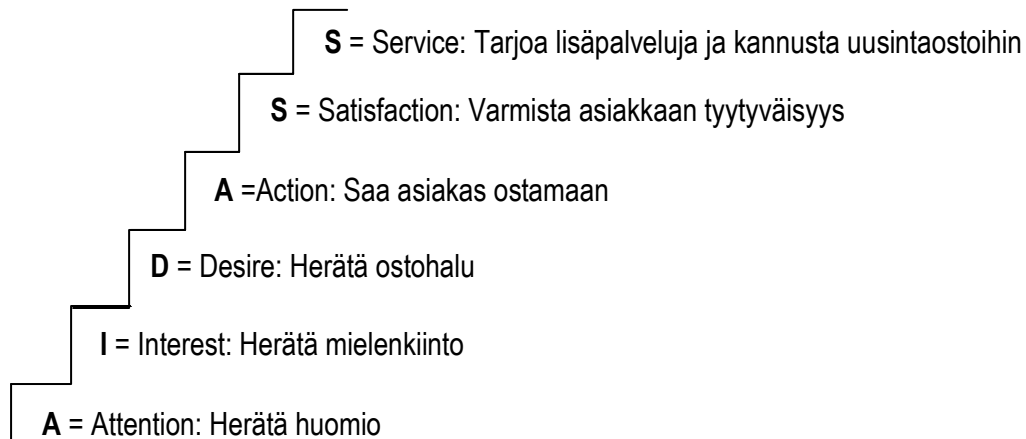 S = Service: Tarjoa lisäpalveluja ja kannusta uusintaostoihin
S = Satisfaction: Varmista asiakkaan tyytyväisyys
A =Action: Saa asiakas ostamaan
D = Desire: Herätä ostohalu
I = Interest: Herätä mielenkiinto
A = Attention: Herätä huomio